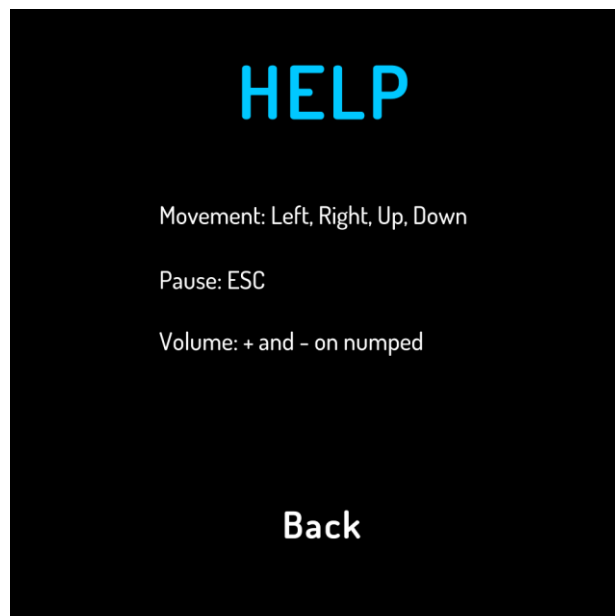 HELP
Movement: Left, Right, Up, Down
Pause: ESC
Volume: + and - on numped
Back